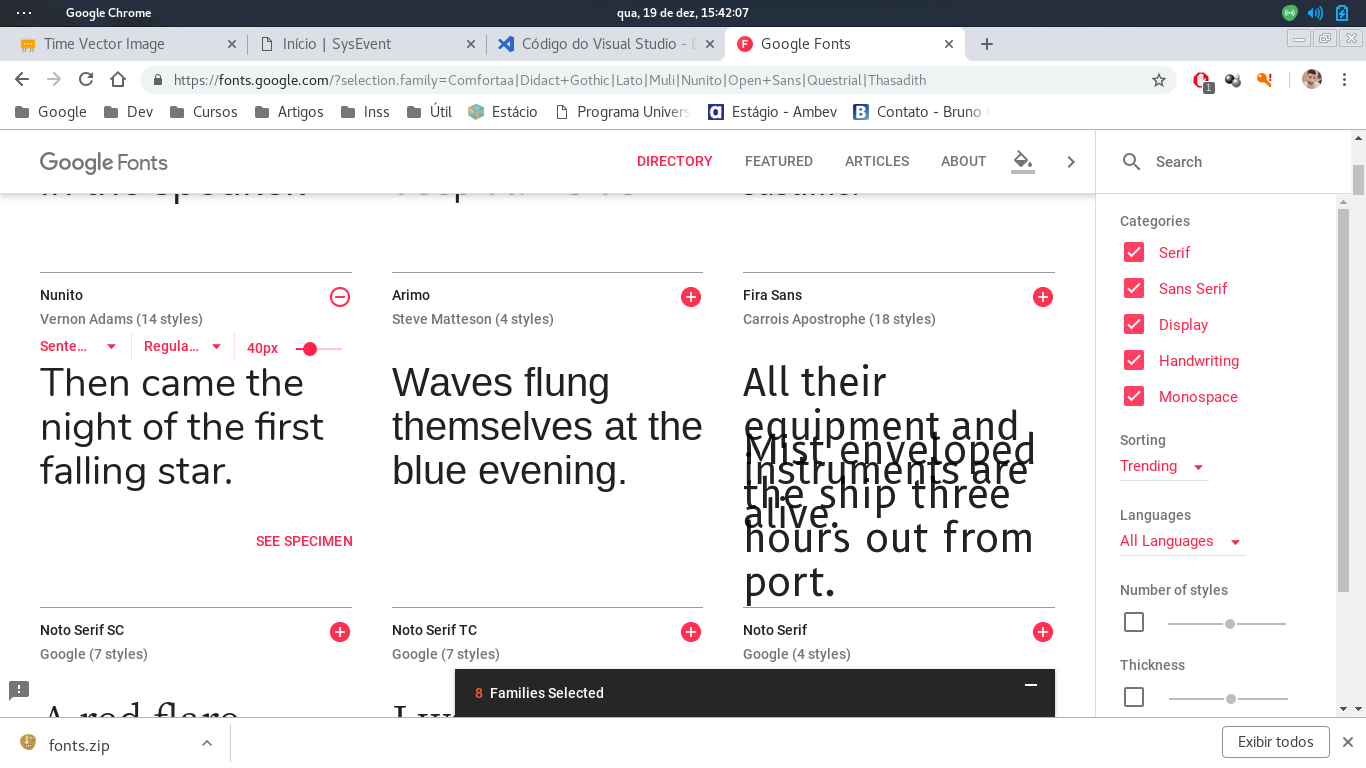 Google Chrome
qua, 19 de dez, 15:42:07
Time Vector Image
Início | SysEvent
Código do Visual Studio - E
Google Fonts
https://fonts.google.com/?selection.family=Comfortaa|Didact+Gothic|Lato|Muli|Nunito|Open+Sans|Questrial|Thasadith
1
Google
Dev
Cursos
Artigos
Inss
Útil
Estácio
Programa Univers
Estágio - Ambev
Contato - Bruno
Google Fonts
DIRECTORY
FEATURED
ARTICLES
ABOUT
Search
in the speaker.
Nunito
Vernon Adams (14 styles)
Sente...
Regula...
40px
Then came the
night of the first
falling star.
SEE SPECIMEN
Arimo
Steve Matteson (4 styles)
Waves flung
themselves at the
blue evening.
Fira Sans
Carrois Apostrophe (18 styles)
All their
equipment and
instruments are
alive.
Mist enveloped
the ship three
hours out from
port.
Noto Serif SC
Google (7 styles)
A red flare
Noto Serif TC
Google (7 styles)
Noto Serif
Google (4 styles)
8 Families Selected
Categories
Serif
Sans Serif
Display
Handwriting
Monospace
Sorting
Trending
Languages
All Languages
Number of styles
Thickness
fonts.zip
Exibir todos